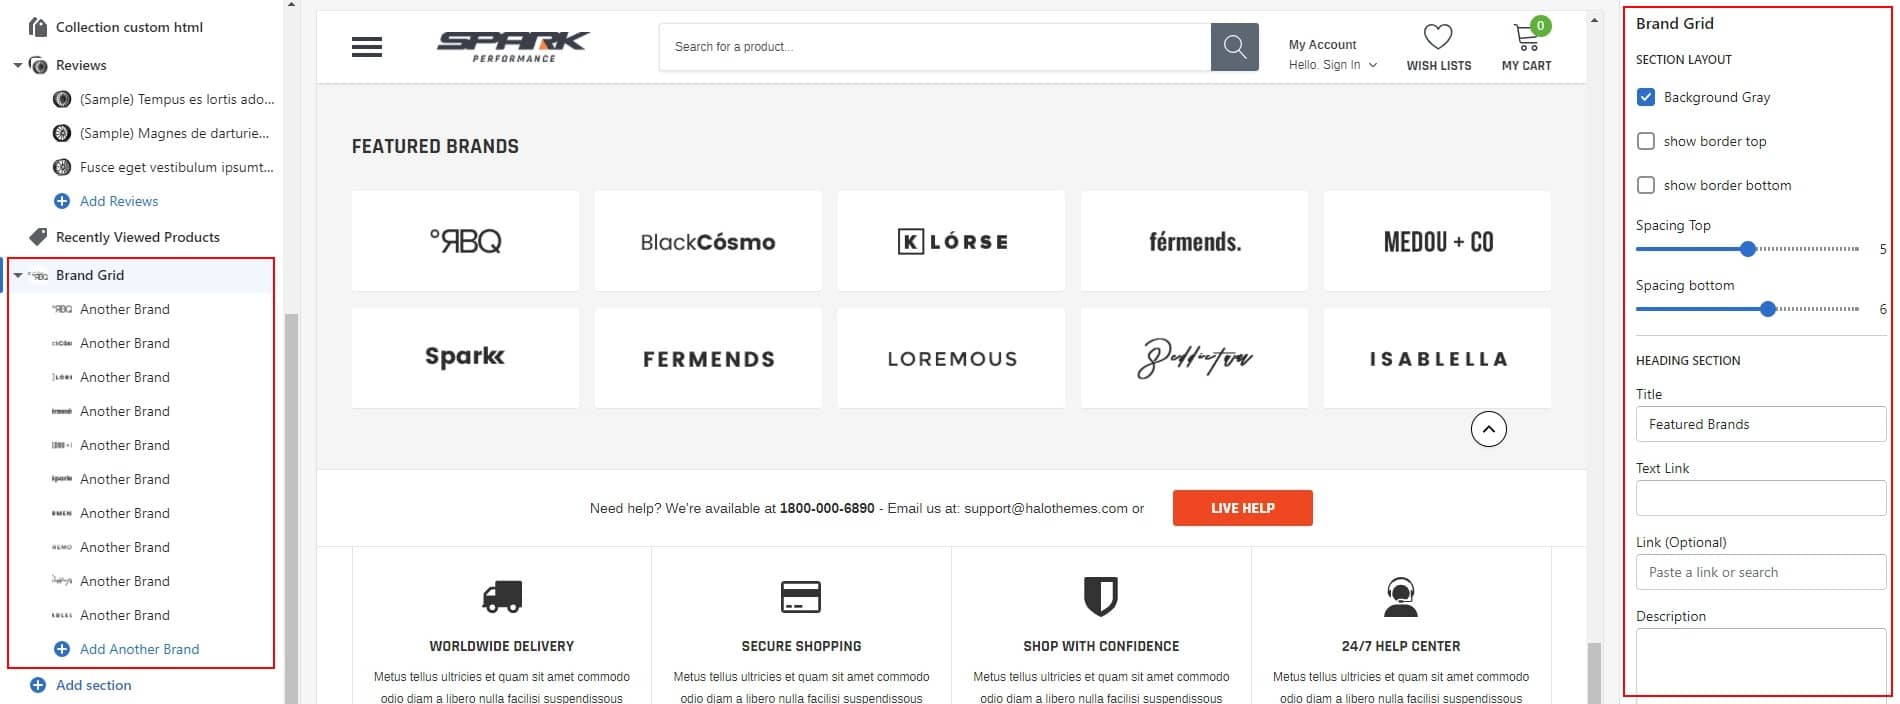 Collection custom html
Reviews
(Sample) Tempus es lortis ado...
(Sample) Magnes de darturie...
Fusce eget vestibulum ipsumt...
Add Reviews
Recently Viewed Products
Brand Grid
Another Brand
Another Brand
Another Brand
Another Brand
Another Brand
Another Brand
Another Brand
Another Brand
Another Brand
Another Brand
Add Another Brand
Add section
SPARK
PERFORMANCE
Search for a product...
My Account
Hello. Sign In
WISH LISTS
0
MY CART
FEATURED BRANDS
°ЯBQ
BlackCósmo
K LÓRSE
férmends.
MEDOU + CO
Spark
FERMENDS
LOREMOUS
ISABLELLA
Need help? We're available at 1800-000-6890 - Email us at: support@halothemes.com or
LIVE HELP
WORLDWIDE DELIVERY
Metus tellus ultricies et quam sit amet commodo
odio diam a libero nulla facilisi suspendissous
SECURE SHOPPING
Metus tellus ultricies et quam sit amet commodo
odio diam a libero nulla facilisi suspendissous
SHOP WITH CONFIDENCE
Metus tellus ultricies et quam sit amet commodo
odio diam a libero nulla facilisi suspendissous
24/7 HELP CENTER
Metus tellus ultricies et quam sit amet commodo
odio diam a libero nulla facilisi suspendissous
Brand Grid
SECTION LAYOUT
Background Gray
show border top
show border bottom
Spacing Top
5
Spacing bottom
6
HEADING SECTION
Title
Featured Brands
Text Link
Link (Optional)
Paste a link or search
Description